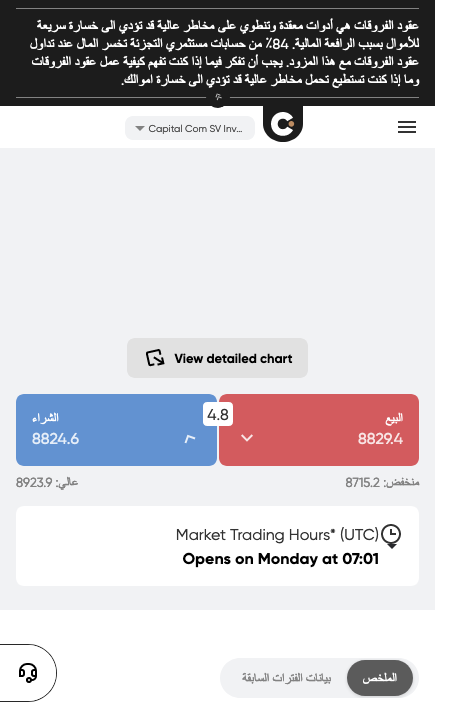 عقود الفروقات هي أدوات معقدة وتنطوي على مخاطر عالية قد تؤدي الى خسارة سريعة
للأموال بسبب الرافعة المالية. 84٪ من حسابات مستثمري التجزئة تخسر المال عند تداول
عقود الفروقات مع هذا المزود. يجب أن تفكر فيما إذا كنت تفهم كيفية عمل عقود الفروقات
وما إذا كنت تستطيع تحمل مخاطر عالية قد تؤدي الى خسارة اموالك.
Capital Com SV Inv...
View detailed chart
البيع
8829.4
4.8
الشراء
8824.6
منخفض: 8715.2
عالي: 8923.9
Market Trading Hours* (UTC)
Opens on Monday at 07:01
الملخص
بيانات الفترات السابقة